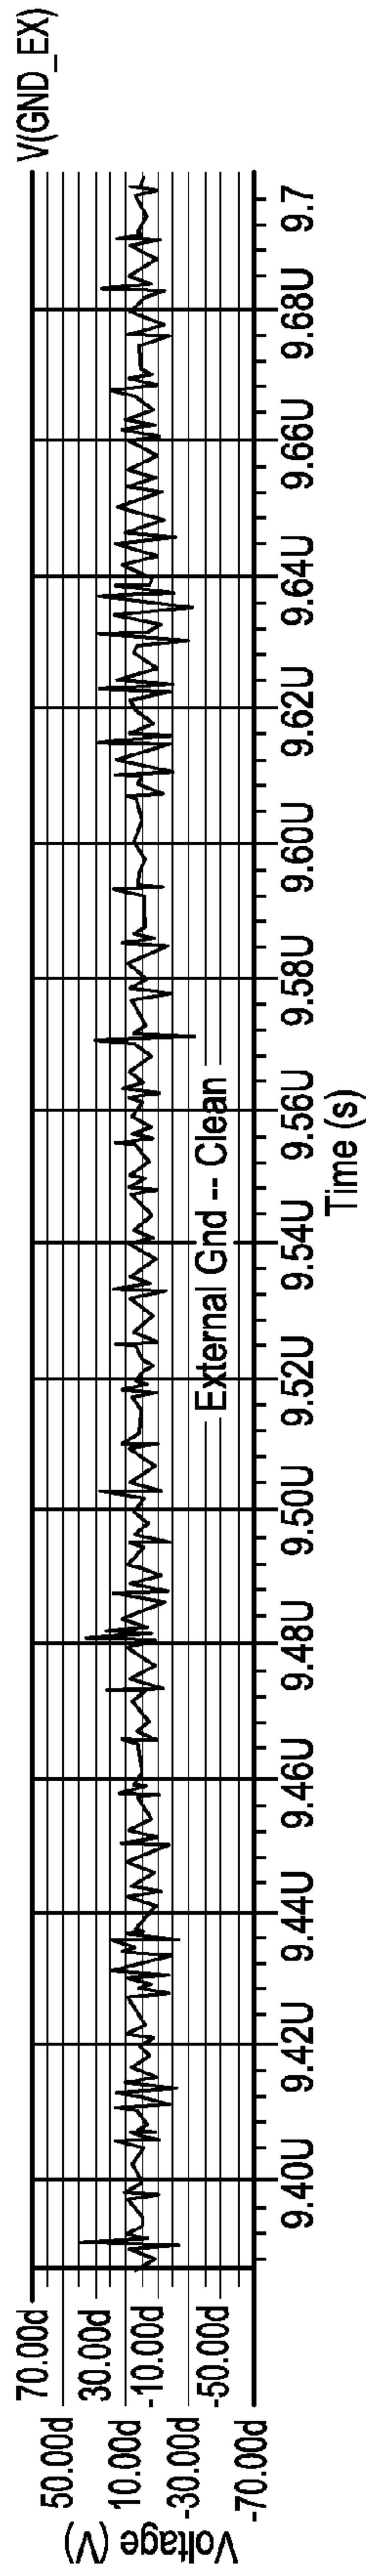 V(GND_EX)
70.00d
50.00d
30.00d
10.00d
-10.00d
-30.00d
-50.00d
-70.00d
Voltage (V)
External Gnd -- Clean
9.40U 9.42U 9.44U 9.46U 9.48U 9.50U 9.52U 9.54U 9.56U 9.58U 9.60U 9.62U 9.64U 9.66U 9.68U 9.7
Time (s)